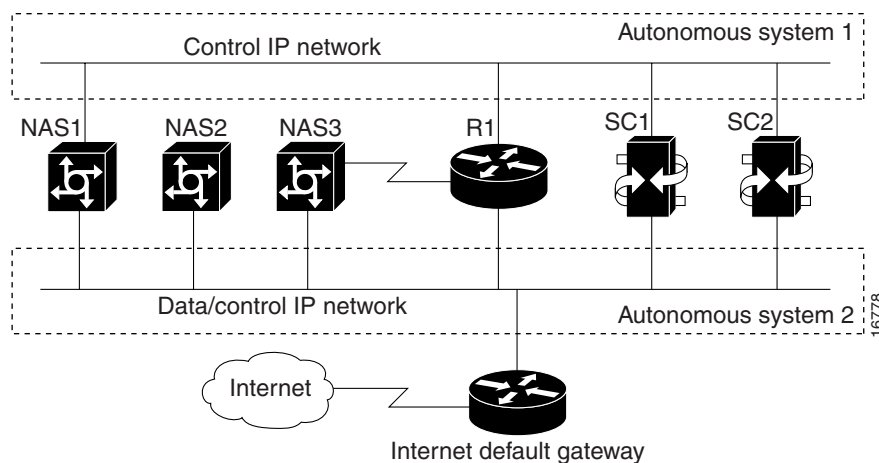 Autonomous system 1
Control IP network
NAS1 NAS2 NAS3 R1 SC1 SC2
Data/control IP network
Autonomous system 2
16778
Internet
Internet default gateway